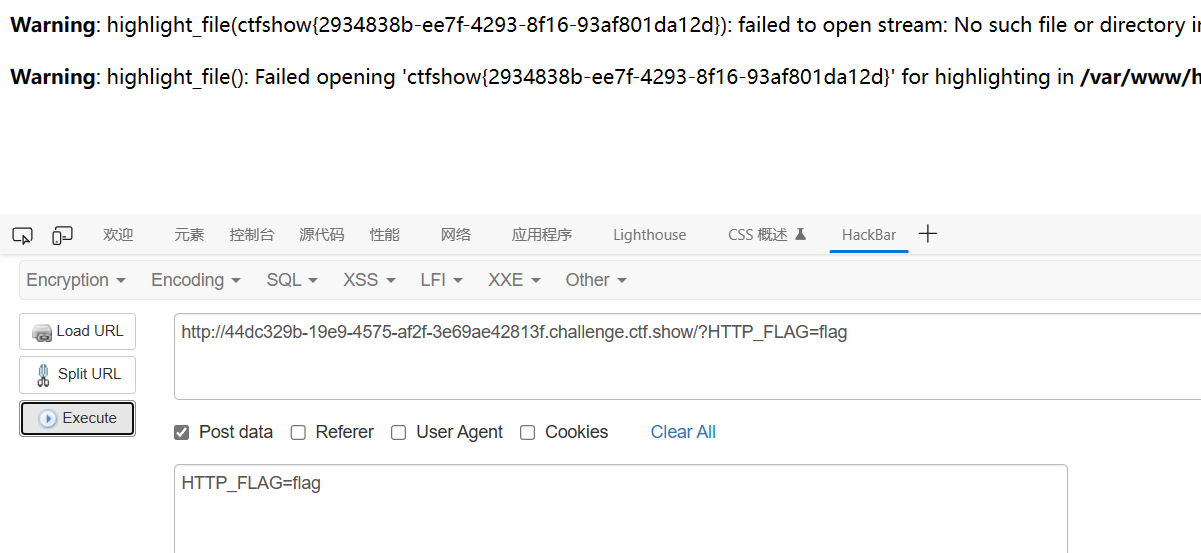 Warning: highlight_file(ctfshow{2934838b-ee7f-4293-8f16-93af801da12d}): failed to open stream: No such file or directory in
Warning: highlight_file(): Failed opening 'ctfshow{2934838b-ee7f-4293-8f16-93af801da12d}' for highlighting in /var/www/h
欢迎 元素 控制台 源代码 性能 网络 应用程序 Lighthouse CSS 概述 HackBar
Encryption Encoding SQL XSS LFI XXE Other
Load URL
http://44dc329b-19e9-4575-af2f-3e69ae42813f.challenge.ctf.show/?HTTP_FLAG=flag
Split URL
Execute
Post data Referer User Agent Cookies Clear All
HTTP_FLAG=flag